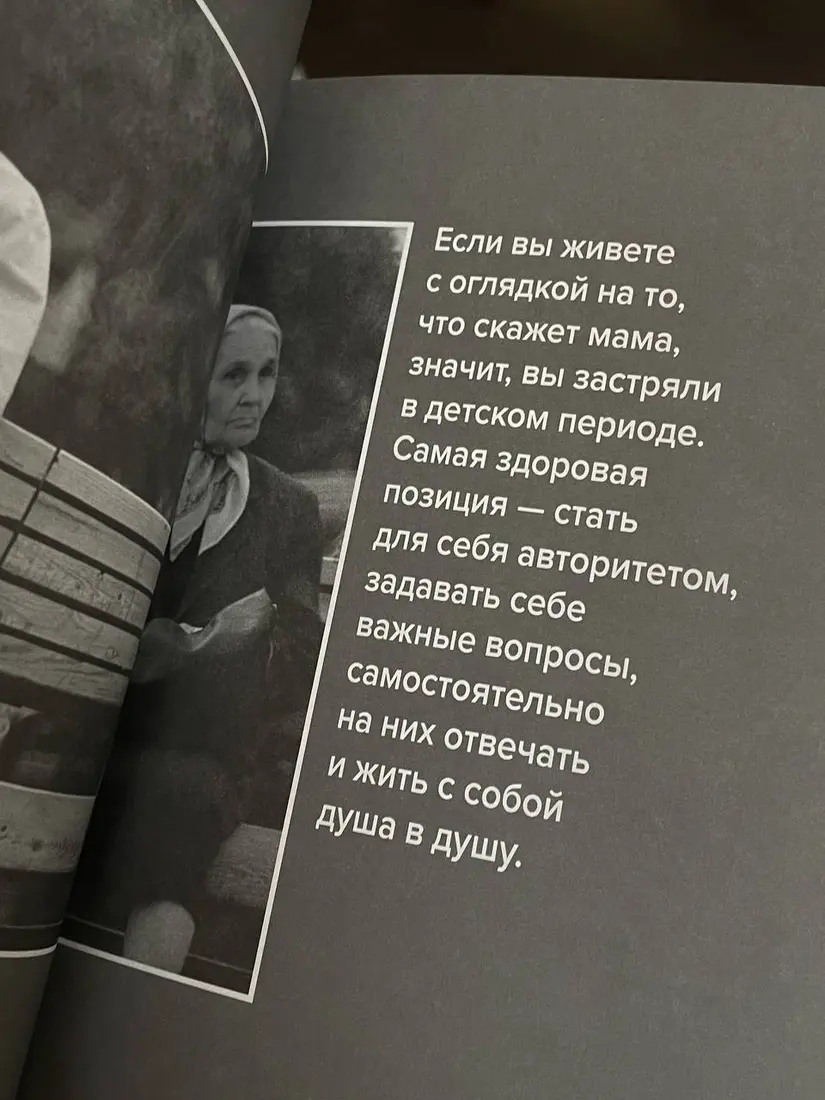 Если вы живете
с оглядкой на то,
что скажет мама,
значит, вы застряли
в детском периоде.
Самая здоровая
позиция — стать
для себя авторитетом,
задавать себе
важные вопросы,
самостоятельно
на них отвечать
и жить с собой
душа в душу.